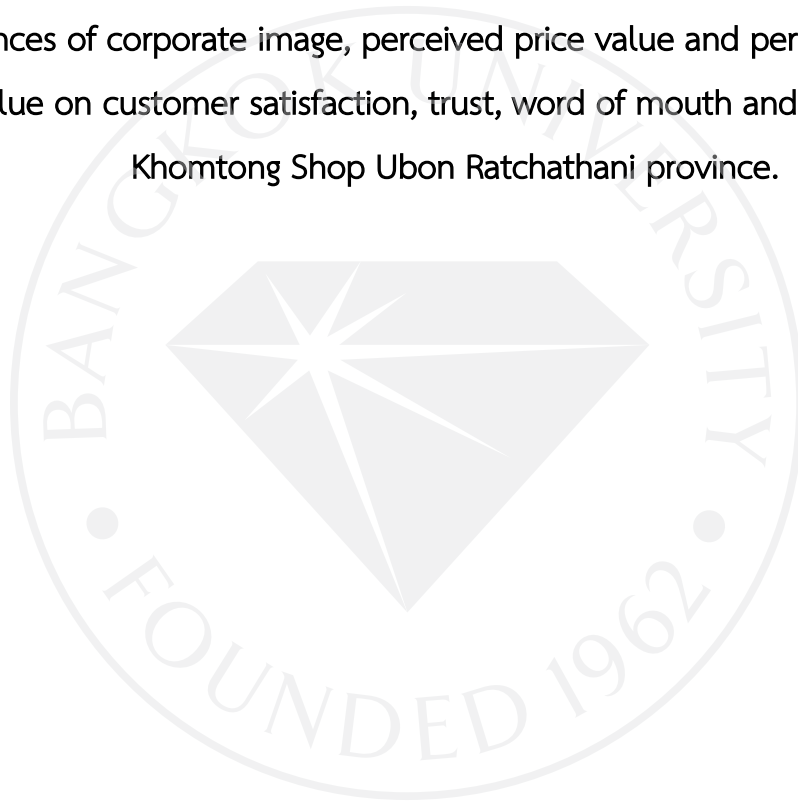 nces of corporate image, perceived price value and per
lue on customer satisfaction, trust, word of mouth and
Khomtong Shop Ubon Ratchathani province.
BANGKOK UNIVERSITY
FOUNDED 1962